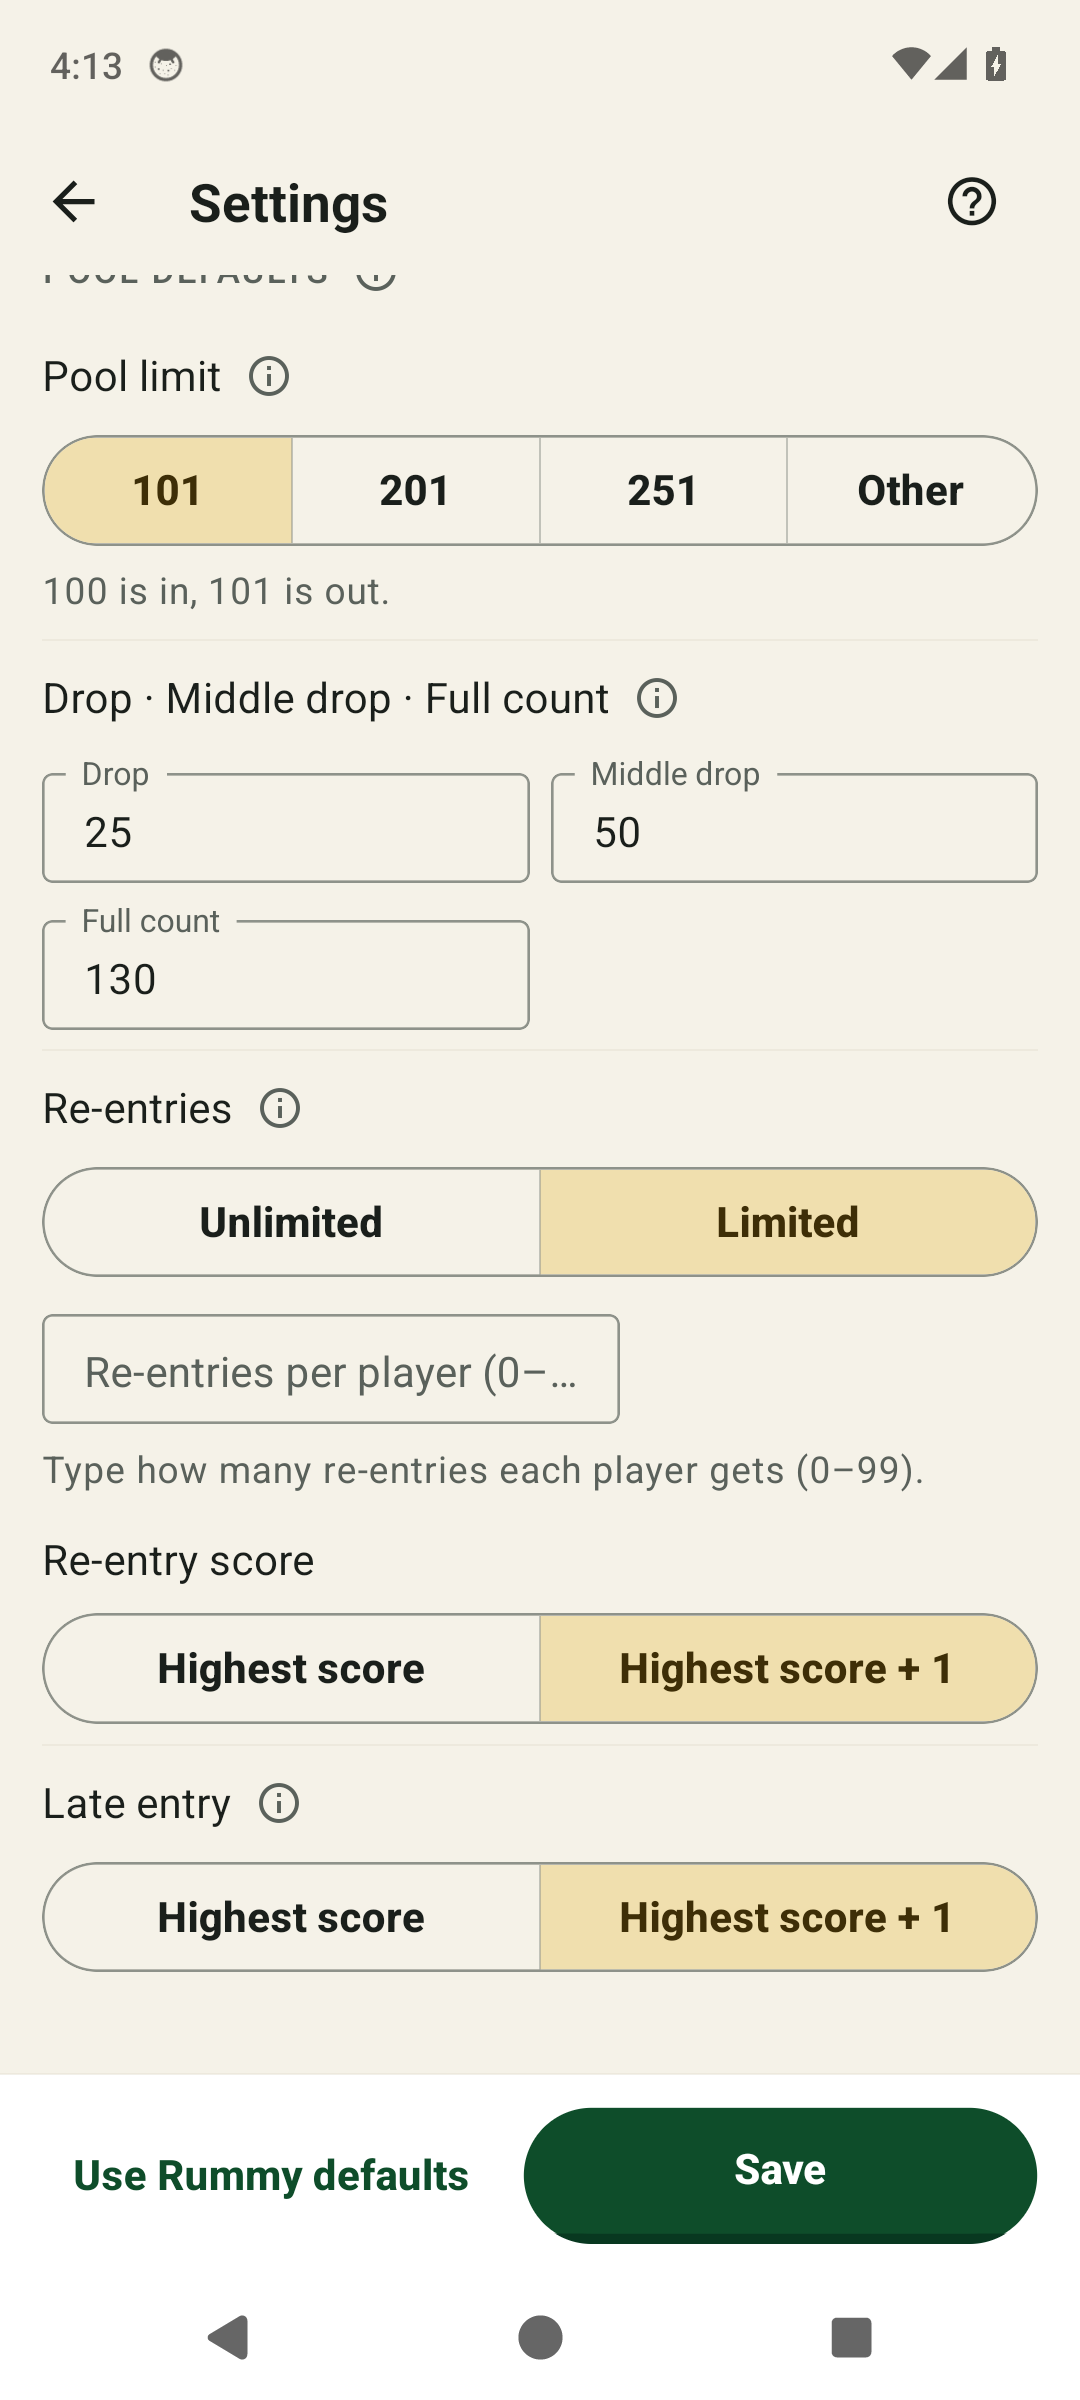 4:13
Settings
POOL DEFAULTS
Pool limit
101 201 251 Other
100 is in, 101 is out.
Drop · Middle drop · Full count
Drop Middle drop
25 50
Full count
130
Re-entries
Unlimited Limited
Re-entries per player (0–...
Type how many re-entries each player gets (0–99).
Re-entry score
Highest score Highest score + 1
Late entry
Highest score Highest score + 1
Use Rummy defaults Save